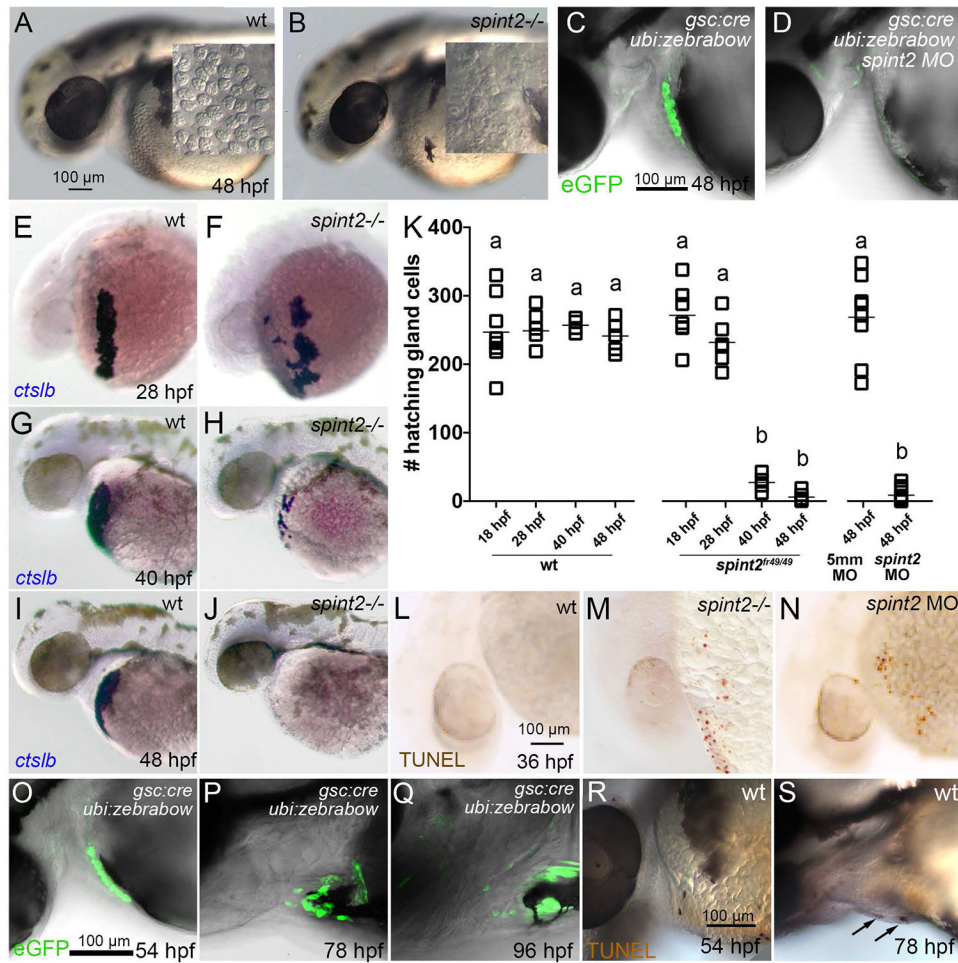 A
wt
100 µm
48 hpf
B
spint2-/-
C
gsc:cre
ubi:zebrabow
eGFP
100 µm
48 hpf
D
gsc:cre
ubi:zebrabow
spint2 MO
E
wt
ctslb
28 hpf
F
spint2-/-
G
wt
ctslb
40 hpf
H
spint2-/-
I
wt
ctslb
48 hpf
J
spint2-/-
K
# hatching gland cells
400
300
200
100
0
a
a
a
a
a
a
b
b
a
b
18 hpf
28 hpf
40 hpf
48 hpf
wt
18 hpf
28 hpf
40 hpf
48 hpf
spint2fr49/49
48 hpf
5mm
MO
48 hpf
spint2
MO
L
wt
100 µm
TUNEL
36 hpf
M
spint2-/-
N
spint2 MO
O
gsc:cre
ubi:zebrabow
eGFP
100 µm
54 hpf
P
gsc:cre
ubi:zebrabow
78 hpf
Q
gsc:cre
ubi:zebrabow
96 hpf
R
wt
100 µm
TUNEL
54 hpf
S
wt
78 hpf